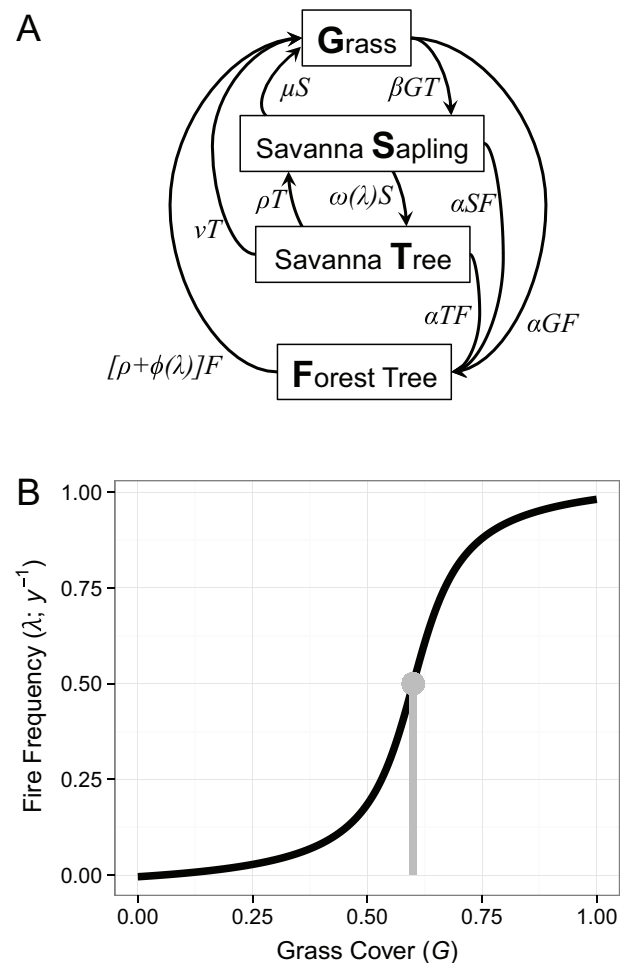 A
Grass
μS
βGT
Savanna Sapling
ρT
ω(λ)S
αSF
νT
Savanna Tree
αTF
αGF
[ρ+ϕ(λ)]F
Forest Tree
B
1.00
0.75
0.50
0.25
0.00
Fire Frequency (λ; y⁻¹)
0.00 0.25 0.50 0.75 1.00
Grass Cover (G)